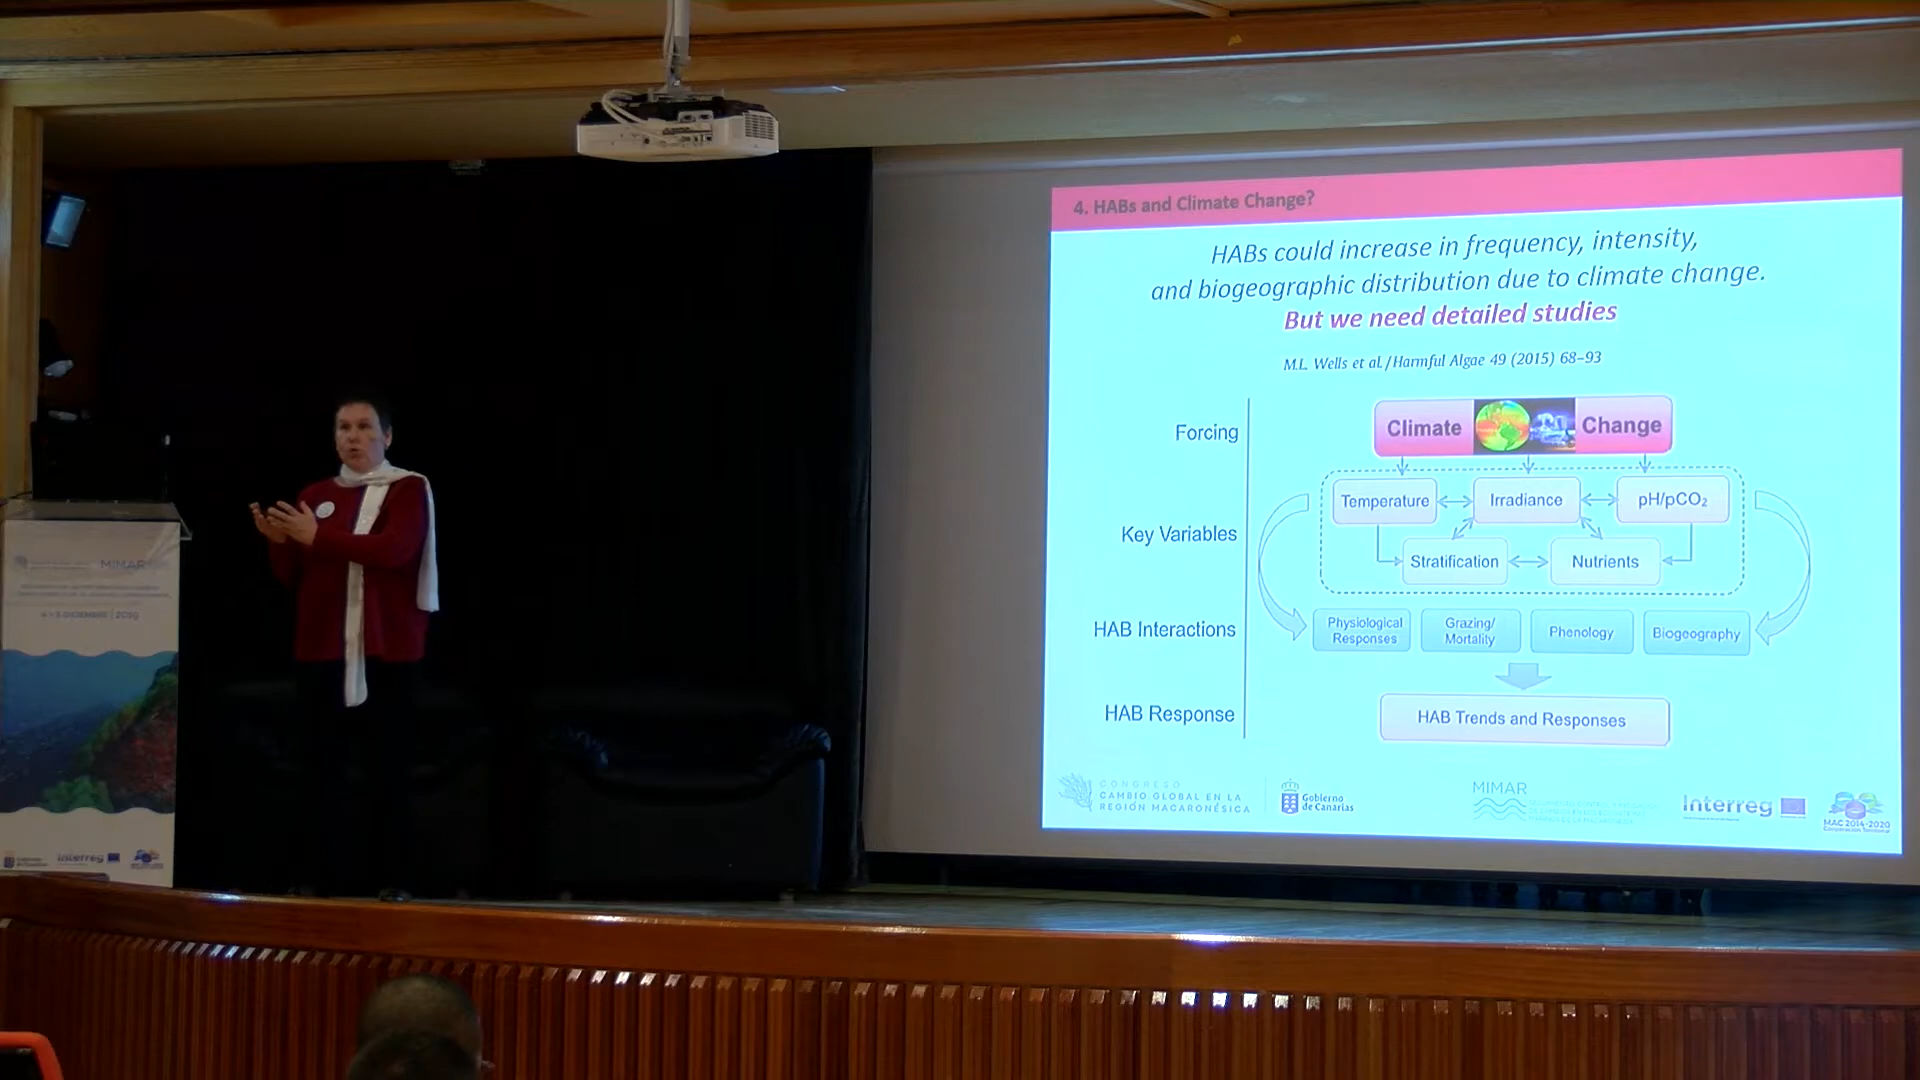 4. HABs and Climate Change?
HABs could increase in frequency, intensity,
and biogeographic distribution due to climate change.
But we need detailed studies
M.L. Wells et al./Harmful Algae 49 (2015) 68–93
Forcing
Climate Change
Key Variables
Temperature
Irradiance
pH/pCO₂
Stratification
Nutrients
HAB Interactions
Physiological
Responses
Grazing/
Mortality
Phenology
Biogeography
HAB Response
HAB Trends and Responses
CONGRESO
CAMBIO GLOBAL EN LA
REGIÓN MACARONÉSICA
Gobierno
de Canarias
MIMAR
Interreg
MAC 2014-2020
Cooperación Territorial
MIMAR
Interreg